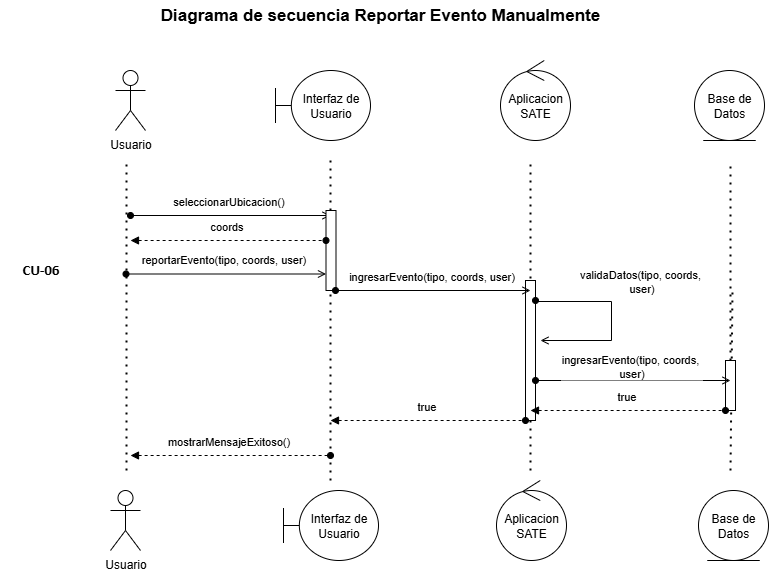 Diagrama de secuencia Reportar Evento Manualmente
Interfaz de
Usuario
Aplicacion
SATE
Base de
Datos
Usuario
seleccionarUbicacion()
coords
reportarEvento(tipo, coords, user)
CU-06
ingresarEvento(tipo, coords, user)
validaDatos(tipo, coords,
user)
ingresarEvento(tipo, coords,
user)
true
true
mostrarMensajeExitoso()
Interfaz de
Usuario
Aplicacion
SATE
Base de
Datos
Usuario